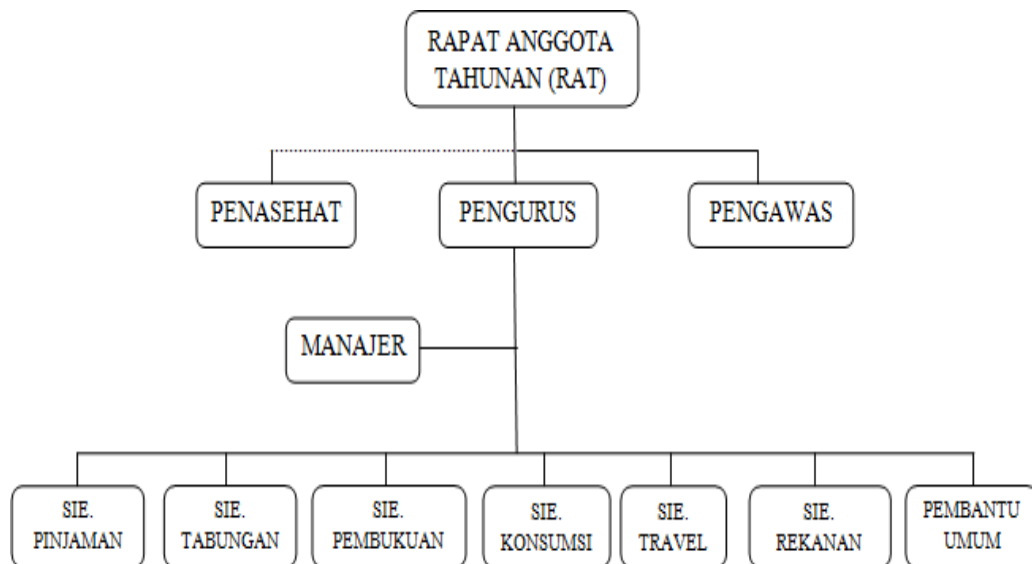 RAPAT ANGGOTA
TAHUNAN (RAT)
PENASEHAT
PENGURUS
PENGAWAS
MANAJER
SIE.
PINJAMAN
SIE.
TABUNGAN
SIE.
PEMBUKUAN
SIE.
KONSUMSI
SIE.
TRAVEL
SIE.
REKANAN
PEMBANTU
UMUM